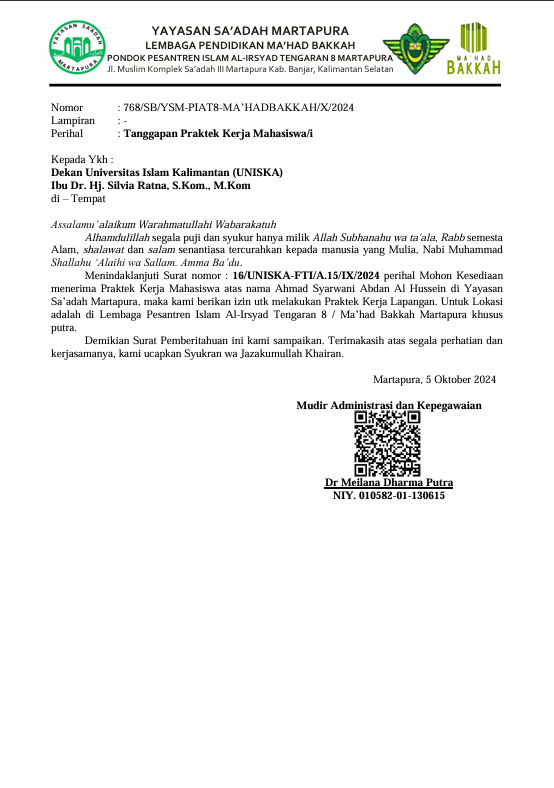 YAYASAN SA'ADAH MARTAPURA
LEMBAGA PENDIDIKAN MA'HAD BAKKAH
PONDOK PESANTREN ISLAM AL-IRSYAD TENGARAN 8 MARTAPURA
Jl. Muslim Komplek Sa'adah III Martapura Kab. Banjar, Kalimantan Selatan
YAYASAN SAADAH
MARTAPURA
MA'HAD
BAKKAH
Nomor : 768/SB/YSM-PIAT8-MA'HADBAKKAH/X/2024
Lampiran : -
Perihal : Tanggapan Praktek Kerja Mahasiswa/i
Kepada Ykh :
Dekan Universitas Islam Kalimantan (UNISKA)
Ibu Dr. Hj. Silvia Ratna, S.Kom., M.Kom
di – Tempat
Assalamu'alaikum Warahmatullahi Wabarakatuh
Alhamdulillah segala puji dan syukur hanya milik Allah Subhanahu wa ta'ala, Rabb semesta
Alam, shalawat dan salam senantiasa tercurahkan kepada manusia yang Mulia, Nabi Muhammad
Shallahu 'Alaihi wa Sallam. Amma Ba'du.
Menindaklanjuti Surat nomor : 16/UNISKA-FTI/A.15/IX/2024 perihal Mohon Kesediaan
menerima Praktek Kerja Mahasiswa atas nama Ahmad Syarwani Abdan Al Hussein di Yayasan
Sa'adah Martapura, maka kami berikan izin utk melakukan Praktek Kerja Lapangan. Untuk Lokasi
adalah di Lembaga Pesantren Islam Al-Irsyad Tengaran 8 / Ma'had Bakkah Martapura khusus
putra.
Demikian Surat Pemberitahuan ini kami sampaikan. Terimakasih atas segala perhatian dan
kerjasamanya, kami ucapkan Syukran wa Jazakumullah Khairan.
Martapura, 5 Oktober 2024
Mudir Administrasi dan Kepegawaian
Dr Meilana Dharma Putra
NIY. 010582-01-130615